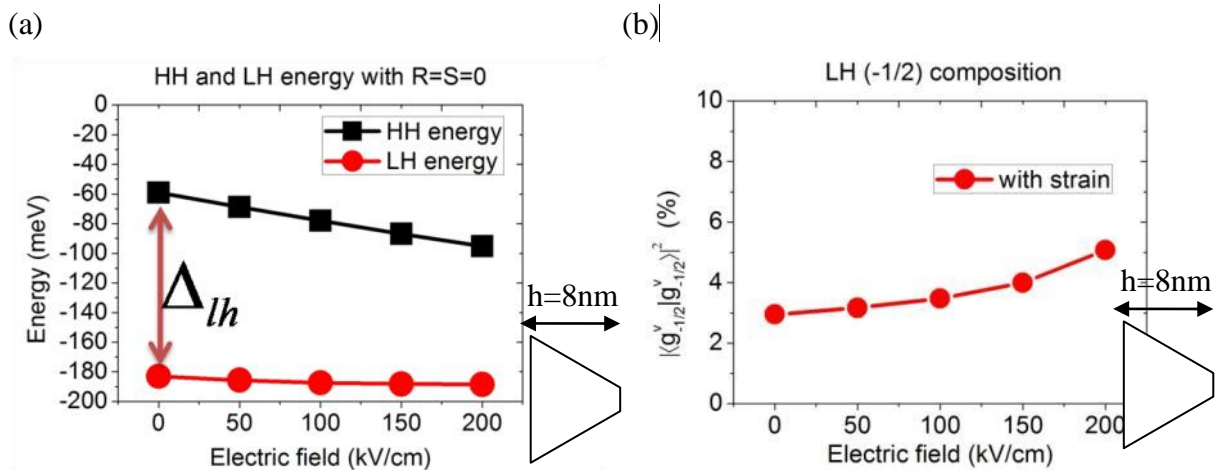 (a)
HH and LH energy with R=S=0
0
-20
-40
-60
-80
-100
-120
-140
-160
-180
-200
Energy (meV)
HH energy
LH energy
Δlh
0 50 100 150 200
Electric field (kV/cm)
h=8nm
(b)
LH (-1/2) composition
10
8
6
4
2
0
|⟨g^v_-1/2|g^v_-1/2⟩|² (%)
with strain
0 50 100 150 200
Electric field (kV/cm)
h=8nm